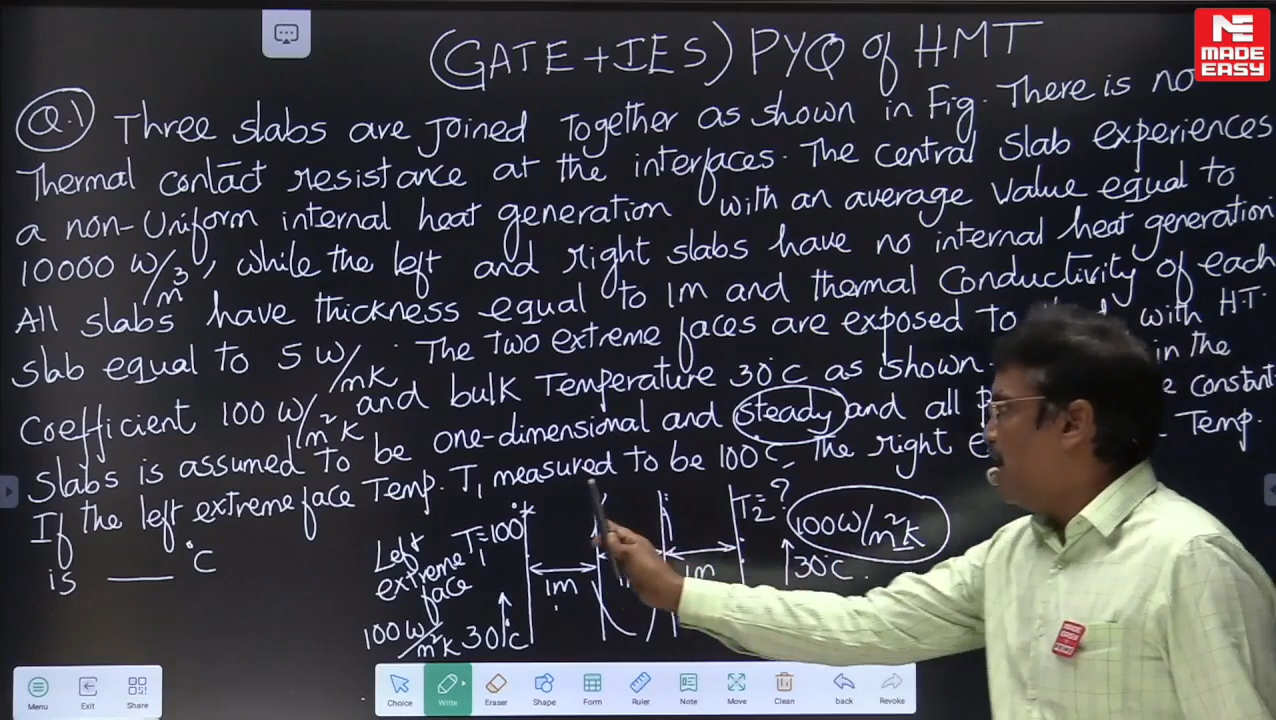 (GATE + IES) PYQ of HMT
ME
MADE
EASY
Q.1 Three slabs are joined together as shown in Fig. There is no
Thermal contact resistance at the interfaces. The central slab experiences
a non-Uniform internal heat generation with an average value equal to
10000 W/m³, while the left and right slabs have no internal heat generation
All slabs have thickness equal to 1m and thermal Conductivity of each
slab equal to 5 W/mK. The two extreme faces are exposed to with H.T.
Coefficient 100 W/m²K and bulk Temperature 30°C as shown. in the
slabs is assumed to be one-dimensional and steady and all constant
If the left extreme face Temp. T₁ measured to be 100°C, The right Temp.
is ____ °C
Left
extreme
face
T₁=100°
1m
1m
T₂=?
100W/m²K
30°C.
100W/m²K 30°C
MADE
EASY
Menu
Exit
Share
Choice
Write
Eraser
Shape
Form
Ruler
Note
Move
Clean
back
Revoke